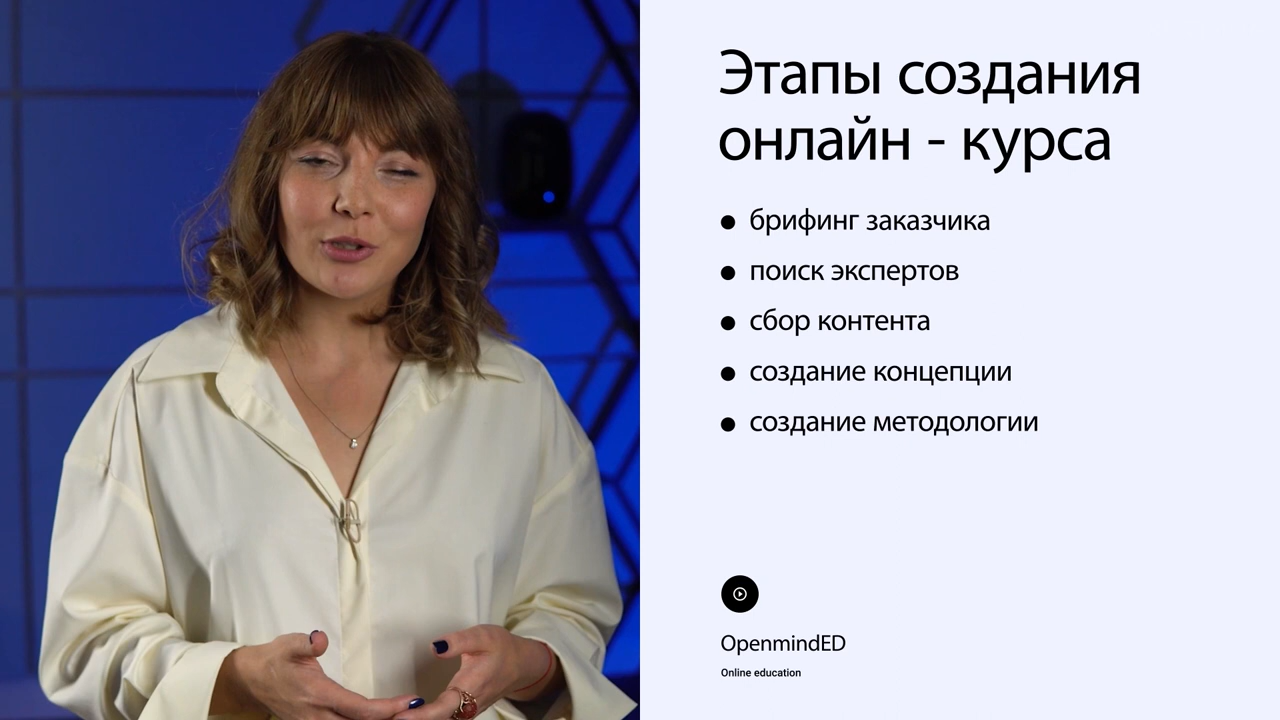 Этапы создания
онлайн - курса
брифинг заказчика
поиск экспертов
сбор контента
создание концепции
создание методологии
OpenmindED
Online education